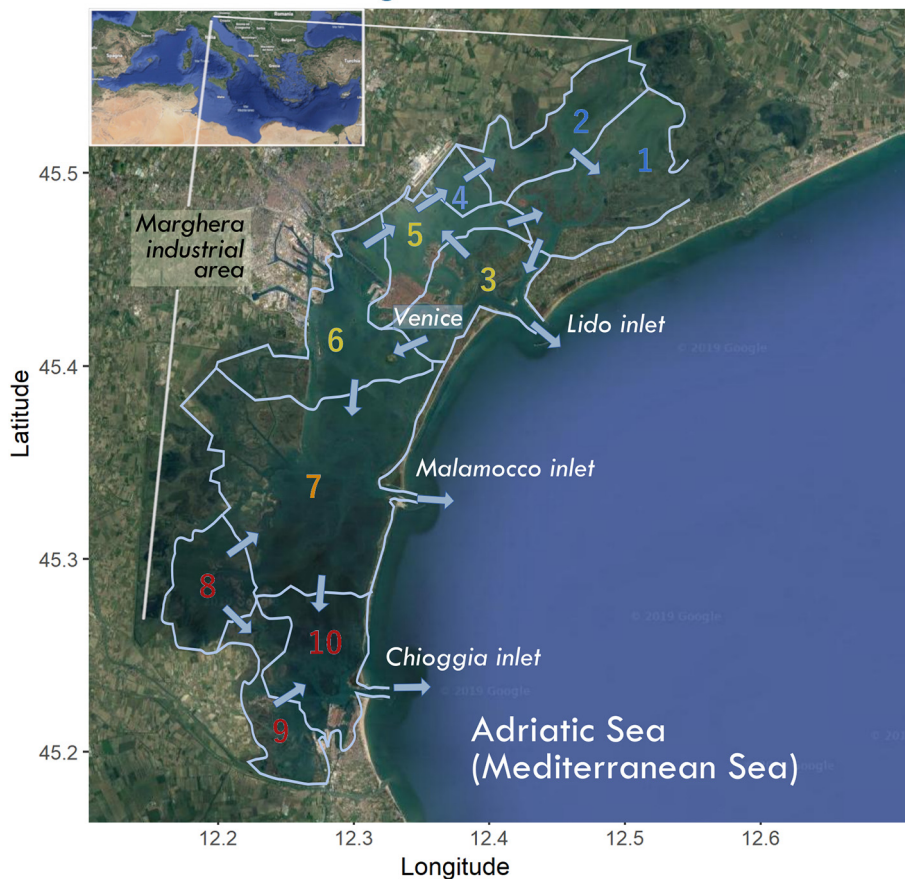 2
1
45.5
4
Marghera
industrial
area
5
3
Venice
Lido inlet
6
© 2019 Google
45.4
Latitude
Malamocco inlet
7
45.3
8
© 2019 Google
10
Chioggia inlet
© 2019 Google
9
Adriatic Sea
(Mediterranean Sea)
45.2
12.2
12.3
12.4
12.5
12.6
Longitude